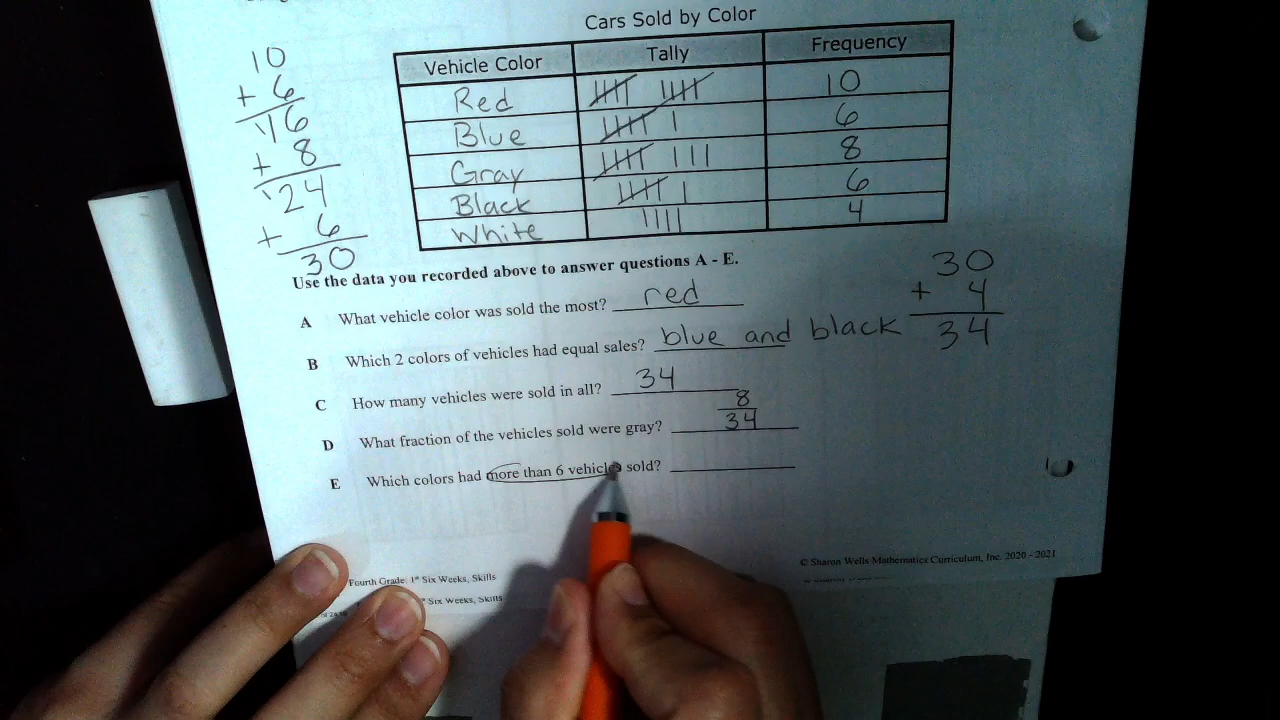 Cars Sold by Color
Vehicle Color Tally Frequency
Red 10
Blue 6
Gray 8
Black 6
White 4
10
+ 6
16
+ 8
24
+ 6
30
Use the data you recorded above to answer questions A - E.
30
+ 4
34
A What vehicle color was sold the most? red
B Which 2 colors of vehicles had equal sales? blue and black
C How many vehicles were sold in all? 34
D What fraction of the vehicles sold were gray? 8/34
E Which colors had more than 6 vehicles sold?
© Sharon Wells Mathematics Curriculum, Inc. 2020 - 2021
Fourth Grade: 1st Six Weeks, Skills
Six Weeks, Skills